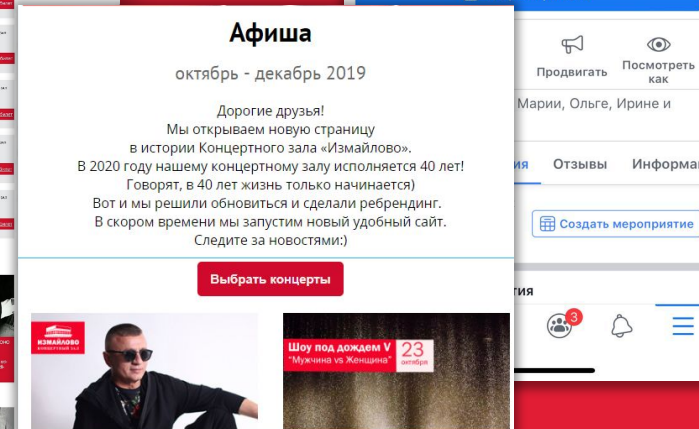 Афиша
октябрь - декабрь 2019
Дорогие друзья!
Мы открываем новую страницу
в истории Концертного зала «Измайлово».
В 2020 году нашему концертному залу исполняется 40 лет!
Говорят, в 40 лет жизнь только начинается)
Вот и мы решили обновиться и сделали ребрендинг.
В скором времени мы запустим новый удобный сайт.
Следите за новостями:)
Выбрать концерты
ИЗМАЙЛОВО
КОНЦЕРТНЫЙ ЗАЛ
Шоу под дождем V
"Мужчина vs Женщина"
23
октября
Продвигать
Посмотреть
как
Марии, Ольге, Ирине и
ия Отзывы Информа
Создать мероприятие
тия
3